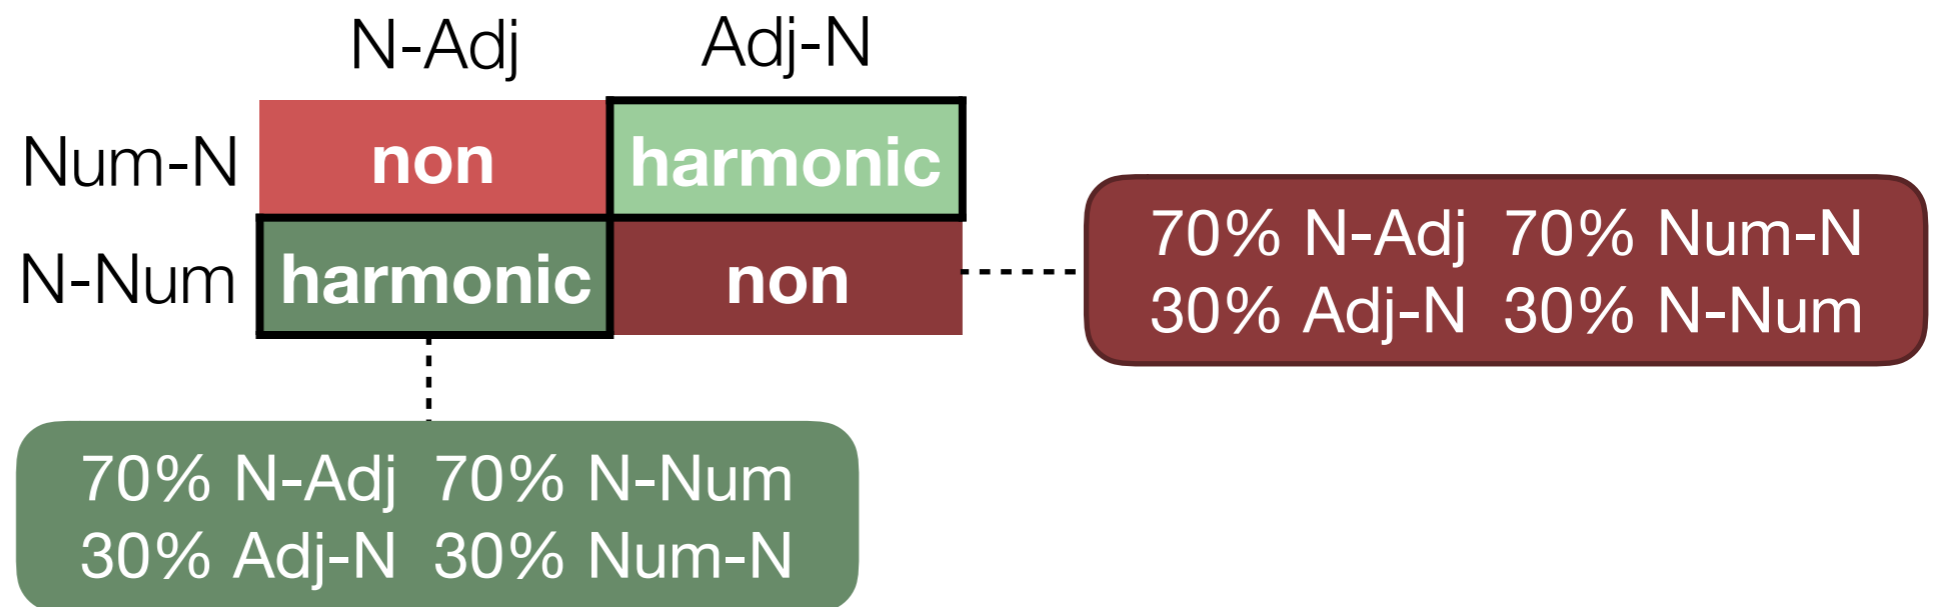 N-Adj Adj-N
Num-N non harmonic
N-Num harmonic non
70% N-Adj 70% Num-N
30% Adj-N 30% N-Num
70% N-Adj 70% N-Num
30% Adj-N 30% Num-N